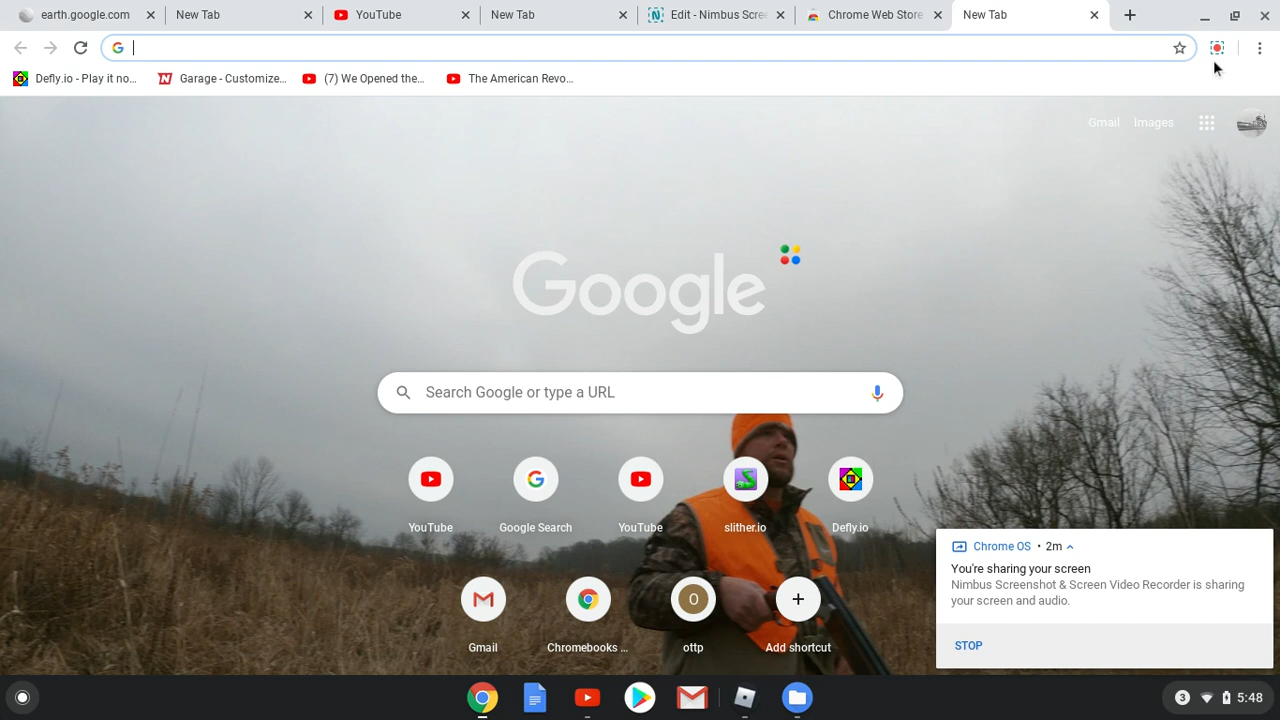 earth.google.com
New Tab
YouTube
New Tab
Edit - Nimbus Scree
Chrome Web Store
New Tab
Defly.io - Play it no...
Garage - Customize...
(7) We Opened the...
The American Revo...
Gmail
Images
Google
Search Google or type a URL
YouTube
Google Search
YouTube
slither.io
Defly.io
Gmail
Chromebooks ...
O
ottp
Add shortcut
Chrome OS • 2m
You're sharing your screen
Nimbus Screenshot & Screen Video Recorder is sharing
your screen and audio.
STOP
3
5:48